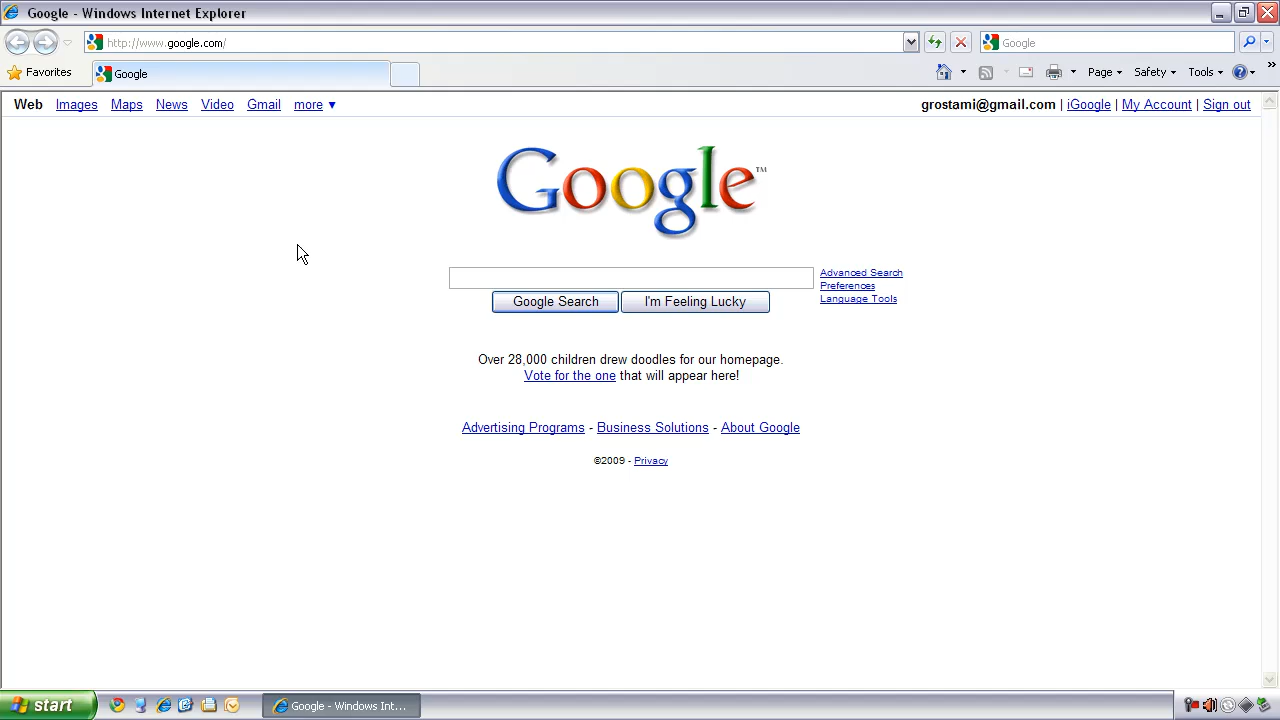 Google - Windows Internet Explorer
http://www.google.com/
Google
Favorites
Google
Page
Safety
Tools
Web Images Maps News Video Gmail more ▼
grostami@gmail.com | iGoogle | My Account | Sign out
Google™
Advanced Search
Preferences
Language Tools
Google Search
I'm Feeling Lucky
Over 28,000 children drew doodles for our homepage.
Vote for the one that will appear here!
Advertising Programs - Business Solutions - About Google
©2009 - Privacy
start
Google - Windows Int...